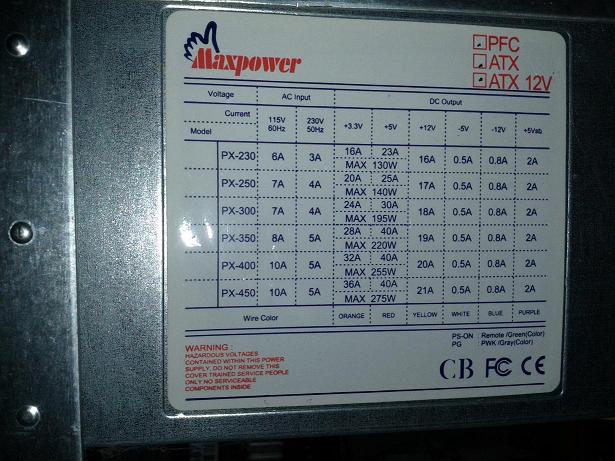 Maxpower
PFC
ATX
ATX 12V
Voltage AC Input DC Output
Current 115V 60Hz 230V 50Hz +3.3V +5V +12V -5V -12V +5Vsb
Model
PX-230 6A 3A 16A 23A 16A 0.5A 0.8A 2A
MAX 130W
PX-250 7A 4A 20A 25A 17A 0.5A 0.8A 2A
MAX 140W
PX-300 7A 4A 24A 30A 18A 0.5A 0.8A 2A
MAX 195W
PX-350 8A 5A 28A 40A 19A 0.5A 0.8A 2A
MAX 220W
PX-400 10A 5A 32A 40A 20A 0.5A 0.8A 2A
MAX 255W
PX-450 10A 5A 36A 40A 21A 0.5A 0.8A 2A
MAX 275W
Wire Color ORANGE RED YELLOW WHITE BLUE PURPLE
PS-ON : Remote /Green(Color)
PG : PWK /Gray(Color)
WARNING :
HAZARDOUS VOLTAGES
CONTAINED WITHIN THIS POWER
SUPPLY, DO NOT REMOVE THIS
COVER TRAINED SERVICE PEOPLE
ONLY NO SERVICEABLE
COMPONENTS INSIDE
CB FC CE